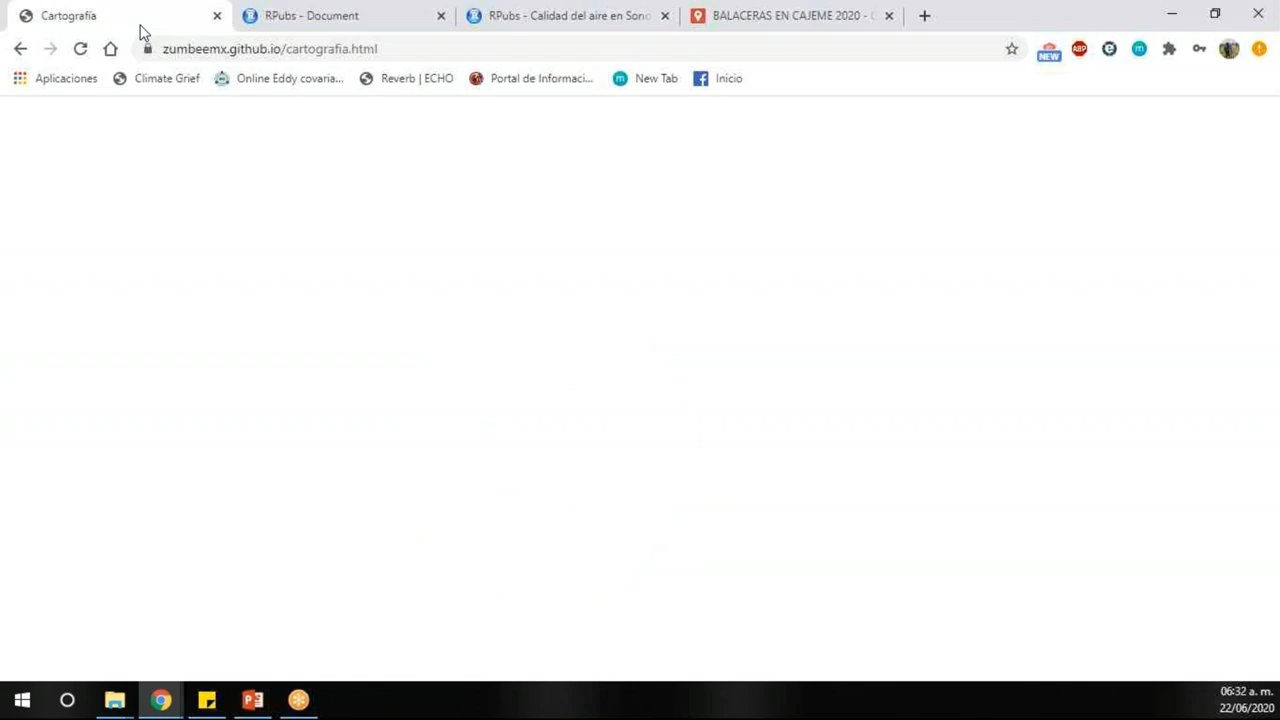 Cartografía
RPubs - Document
RPubs - Calidad del aire en Sono
BALACERAS EN CAJEME 2020 -
zumbeemx.github.io/cartografia.html
ABP
NEW
Aplicaciones
Climate Grief
Online Eddy covaria...
Reverb | ECHO
Portal de Informaci...
m New Tab
Inicio
06:32 a. m.
22/06/2020